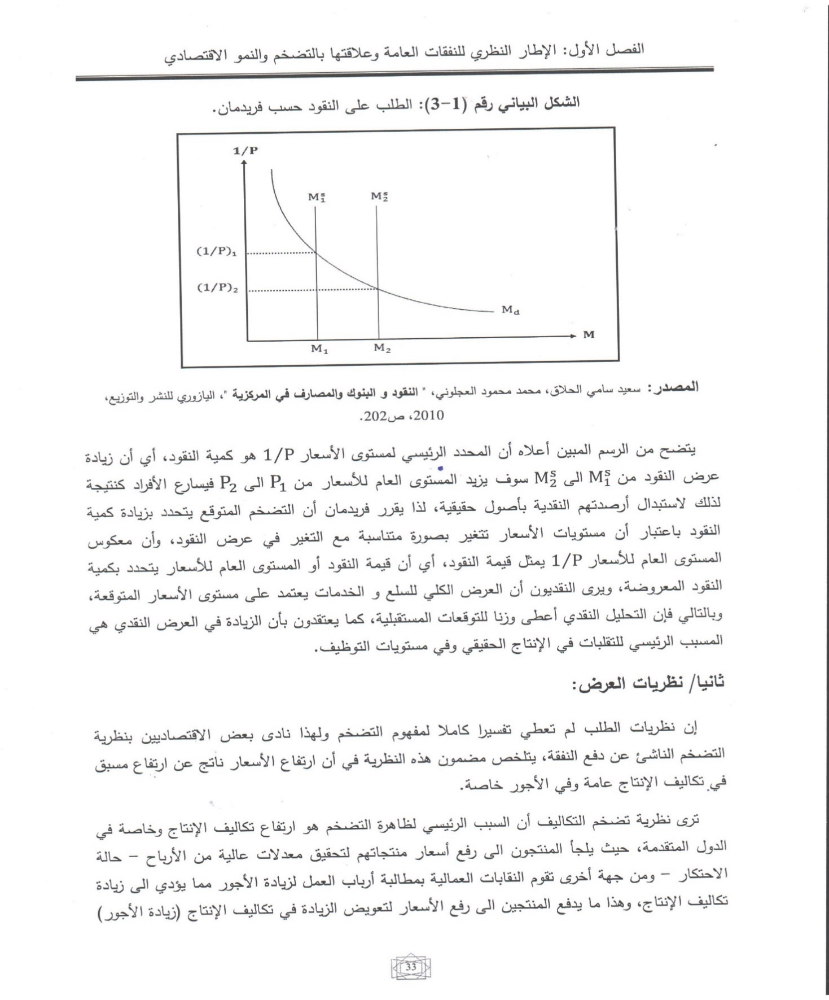 الفصل الأول: الإطار النظري للنفقات العامة وعلاقتها بالتضخم والنمو الاقتصادي
الشكل البياني رقم (1-3): الطلب على النقود حسب فريدمان.
1/P
M₁ˢ M₂ˢ
(1/P)₁
(1/P)₂
M_d
M
M₁ M₂
المصدر: سعيد سامي الحلاق، محمد محمود العجلوني، " النقود و البنوك والمصارف في المركزية "، اليازوري للنشر والتوزيع،
2010، ص202.
يتضح من الرسم المبين أعلاه أن المحدد الرئيسي لمستوى الأسعار 1/P هو كمية النقود، أي أن زيادة
عرض النقود من M₁ˢ الى M₂ˢ سوف يزيد المستوى العام للأسعار من P₁ الى P₂ فيسارع الأفراد كنتيجة
لذلك لاستبدال أرصدتهم النقدية بأصول حقيقية، لذا يقرر فريدمان أن التضخم المتوقع يتحدد بزيادة كمية
النقود باعتبار أن مستويات الأسعار تتغير بصورة متناسبة مع التغير في عرض النقود، وأن معكوس
المستوى العام للأسعار 1/P يمثل قيمة النقود، أي أن قيمة النقود أو المستوى العام للأسعار يتحدد بكمية
النقود المعروضة، ويرى النقديون أن العرض الكلي للسلع و الخدمات يعتمد على مستوى الأسعار المتوقعة،
وبالتالي فإن التحليل النقدي أعطى وزنا للتوقعات المستقبلية، كما يعتقدون بأن الزيادة في العرض النقدي هي
المسبب الرئيسي للتقلبات في الإنتاج الحقيقي وفي مستويات التوظيف.
ثانيا/ نظريات العرض:
إن نظريات الطلب لم تعطي تفسيرا كاملا لمفهوم التضخم ولهذا نادى بعض الاقتصاديين بنظرية
التضخم الناشئ عن دفع النفقة، يتلخص مضمون هذه النظرية في أن ارتفاع الأسعار ناتج عن ارتفاع مسبق
في تكاليف الإنتاج عامة وفي الأجور خاصة.
ترى نظرية تضخم التكاليف أن السبب الرئيسي لظاهرة التضخم هو ارتفاع تكاليف الإنتاج وخاصة في
الدول المتقدمة، حيث يلجأ المنتجون الى رفع أسعار منتجاتهم لتحقيق معدلات عالية من الأرباح – حالة
الاحتكار – ومن جهة أخرى تقوم النقابات العمالية بمطالبة أرباب العمل لزيادة الأجور مما يؤدي الى زيادة
تكاليف الإنتاج، وهذا ما يدفع المنتجين الى رفع الأسعار لتعويض الزيادة في تكاليف الإنتاج (زيادة الأجور)
33